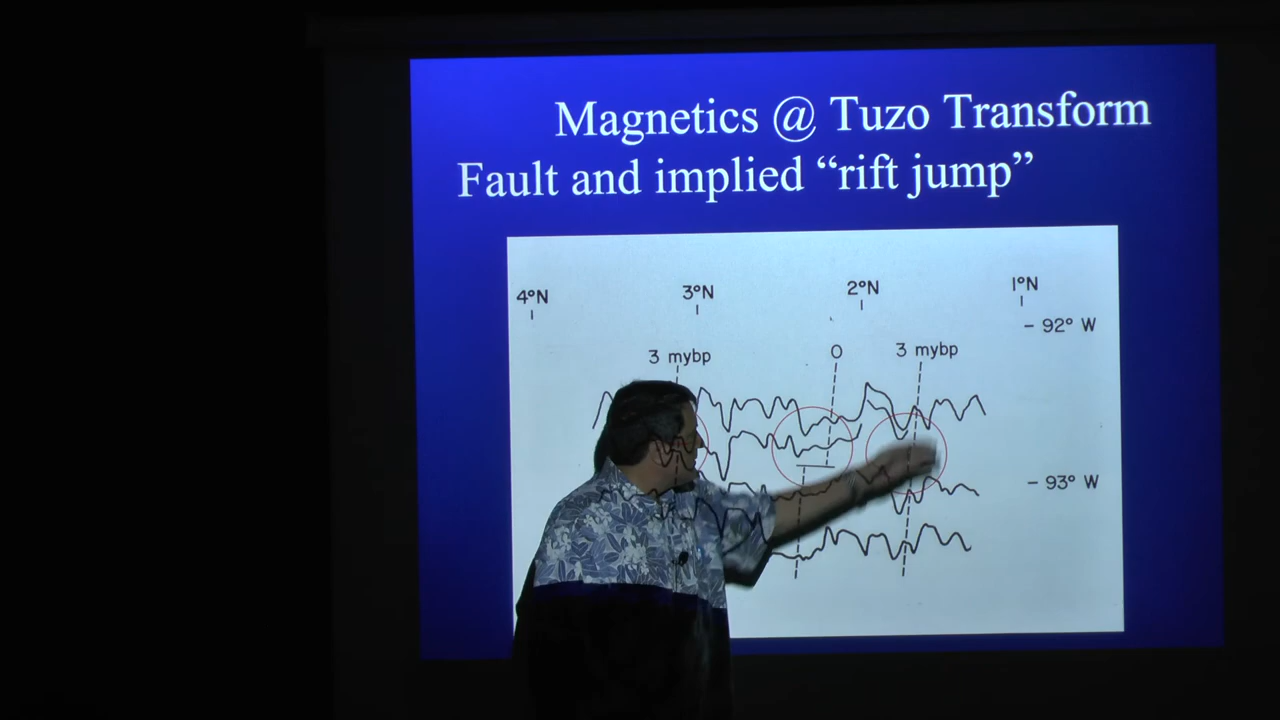 Magnetics @ Tuzo Transform
Fault and implied “rift jump”
4°N
3°N
2°N
1°N
- 92° W
3 mybp
0
3 mybp
- 93° W